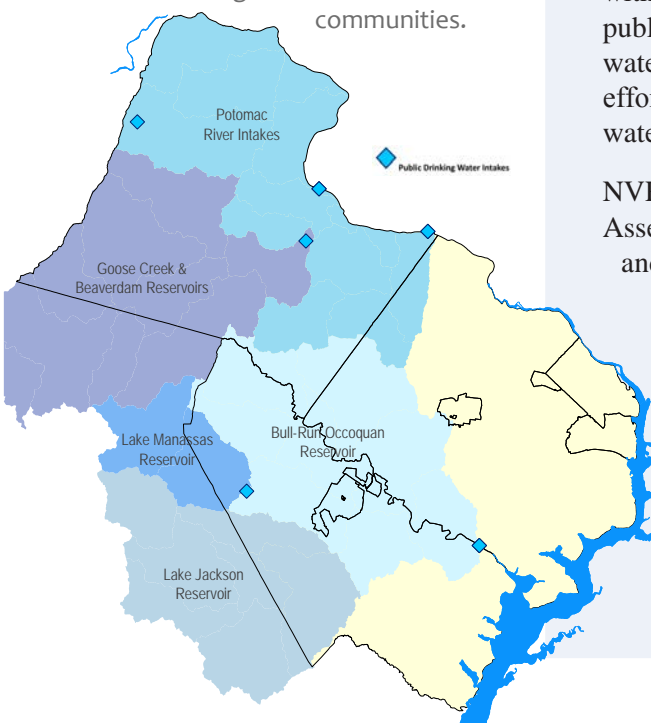 communities.
Potomac
River Intakes
Public Drinking Water Intakes
Goose Creek &
Beaverdam Reservoirs
Lake Manassas
Reservoir
Bull-Run Occoquan
Reservoir
Lake Jackson
Reservoir
publ
wate
effor
wate
NVI
Asse
and